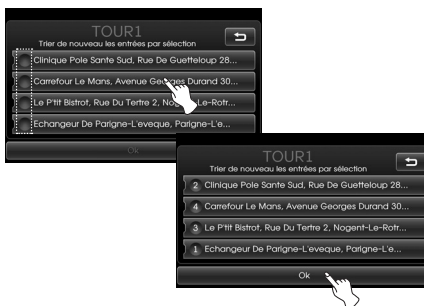 TOUR1
Trier de nouveau les entrées par sélection
Clinique Pole Sante Sud, Rue De Guetteloup 28...
Carrefour Le Mans, Avenue Georges Durand 30...
Le P'tit Bistrot, Rue Du Tertre 2, Nogent-Le-Rotr...
Echangeur De Parigne-L'eveque, Parigne-L'e...
Ok
TOUR1
Trier de nouveau les entrées par sélection
2 Clinique Pole Sante Sud, Rue De Guetteloup 28...
4 Carrefour Le Mans, Avenue Georges Durand 30...
3 Le P'tit Bistrot, Rue Du Tertre 2, Nogent-Le-Rotr...
1 Echangeur De Parigne-L'eveque, Parigne-L'e...
Ok